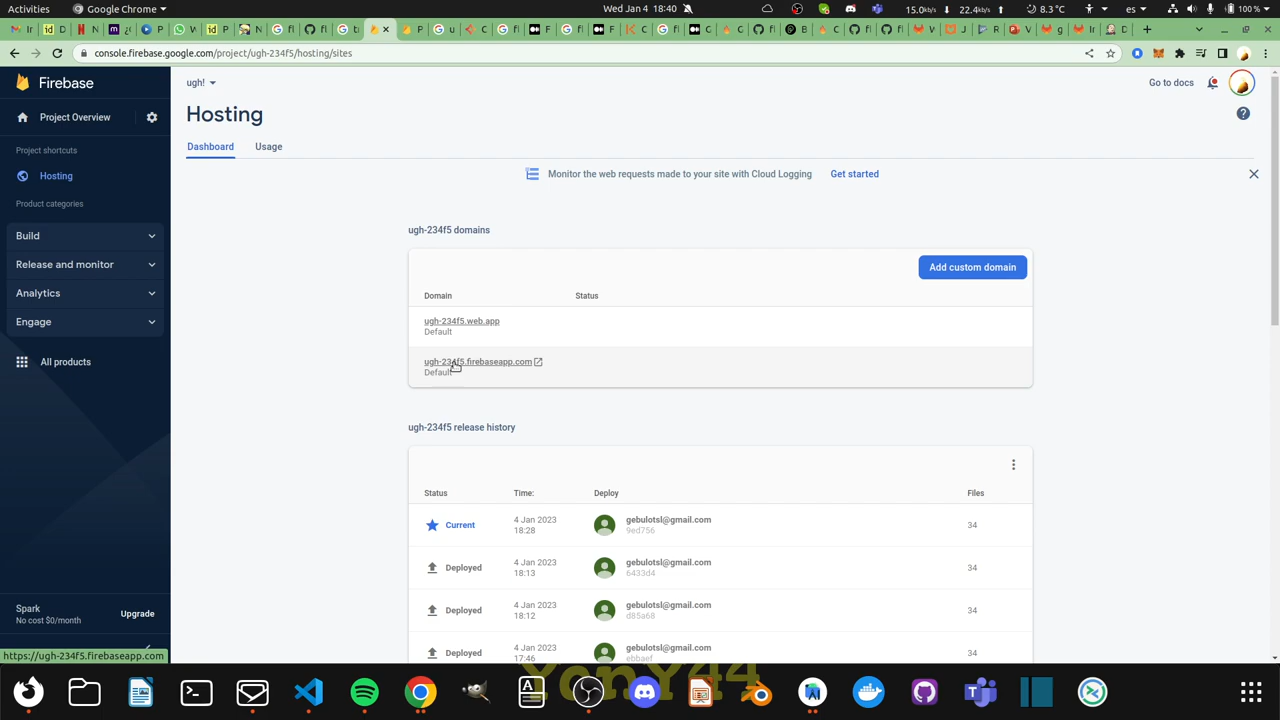 Activities
Google Chrome
Wed Jan 4 18:40
15.0kb/s
22.4kb/s
8.3°C
es
100 %
console.firebase.google.com/project/ugh-234f5/hosting/sites
Firebase
ugh!
Go to docs
Project Overview
Hosting
Project shortcuts
Dashboard
Usage
Hosting
Monitor the web requests made to your site with Cloud Logging
Get started
Product categories
Build
ugh-234f5 domains
Release and monitor
Add custom domain
Analytics
Domain
Status
Engage
ugh-234f5.web.app
Default
All products
ugh-234f5.firebaseapp.com
Default
ugh-234f5 release history
Status
Time:
Deploy
Files
Current
4 Jan 2023
18:28
gebulotsl@gmail.com
9ed756
34
Deployed
4 Jan 2023
18:13
gebulotsl@gmail.com
6433d4
34
Deployed
4 Jan 2023
18:12
gebulotsl@gmail.com
d85a68
34
Deployed
4 Jan 2023
17:46
gebulotsl@gmail.com
ebbaef
34
Spark
No cost $0/month
Upgrade
https://ugh-234f5.firebaseapp.com